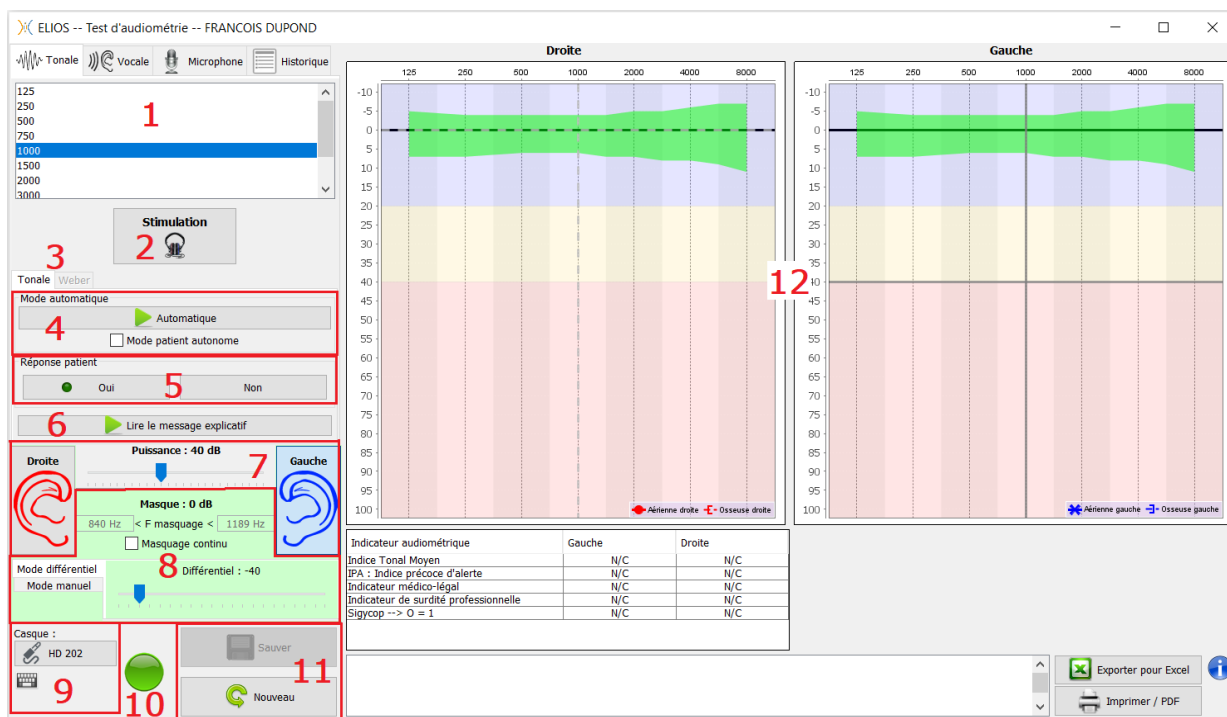 ELIOS -- Test d'audiométrie -- FRANCOIS DUPOND
Tonale Vocale Microphone Historique
125
250
500
750
1000
1500
2000
3000
1
Stimulation
2
3
Tonale Weber
Mode automatique
Automatique
4
Mode patient autonome
Réponse patient
Oui 5 Non
6 Lire le message explicatif
Droite Puissance : 40 dB 7 Gauche
Masque : 0 dB
840 Hz < F masquage < 1189 Hz
Masquage continu
Mode différentiel 8 Différentiel : -40
Mode manuel
Casque :
HD 202
9
10
Sauver
11
Nouveau
Droite
125 250 500 1000 2000 4000 8000
-10
-5
0
5
10
15
20
25
30
35
40
45
50
55
60
65
70
75
80
85
90
95
100
Aérienne droite Osseuse droite
12
Gauche
125 250 500 1000 2000 4000 8000
-10
-5
0
5
10
15
20
25
30
35
40
45
50
55
60
65
70
75
80
85
90
95
100
Aérienne gauche Osseuse gauche
Indicateur audiométrique Gauche Droite
Indice Tonal Moyen N/C N/C
IPA : Indice précoce d'alerte N/C N/C
Indicateur médico-légal N/C N/C
Indicateur de surdité professionnelle N/C N/C
Sigycop --> O = 1 N/C N/C
Exporter pour Excel
Imprimer / PDF